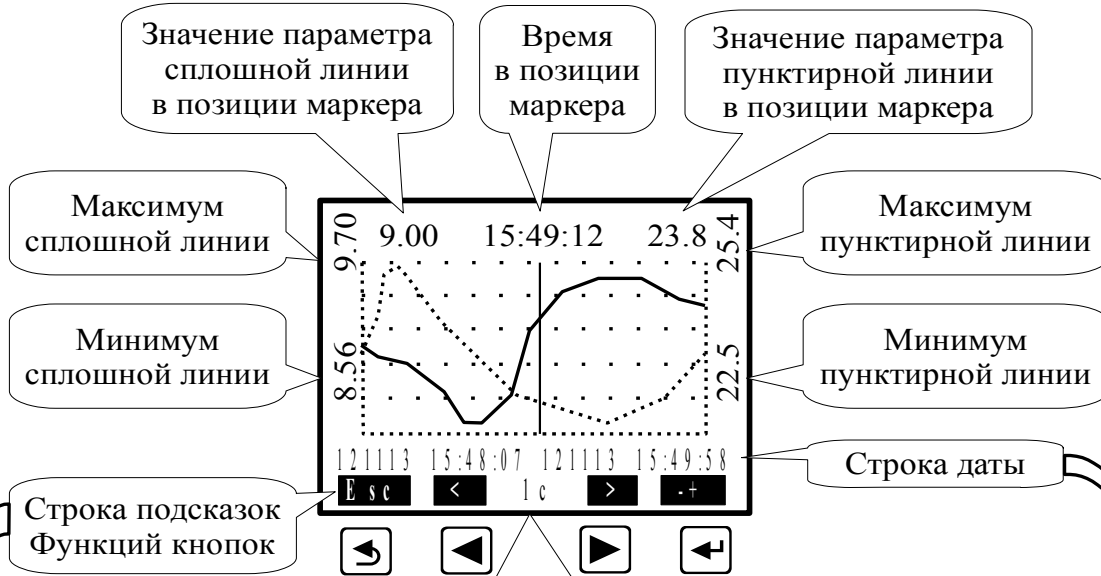 Значение параметра
сплошной линии
в позиции маркера
Время
в позиции
маркера
Значение параметра
пунктирной линии
в позиции маркера
Максимум
сплошной линии
Максимум
пунктирной линии
9.70
9.00
15:49:12
23.8
25.4
Минимум
сплошной линии
Минимум
пунктирной линии
8.56
22.5
121113 15:48:07 121113 15:49:58
Строка даты
Esc < 1c > -+
Строка подсказок
Функций кнопок